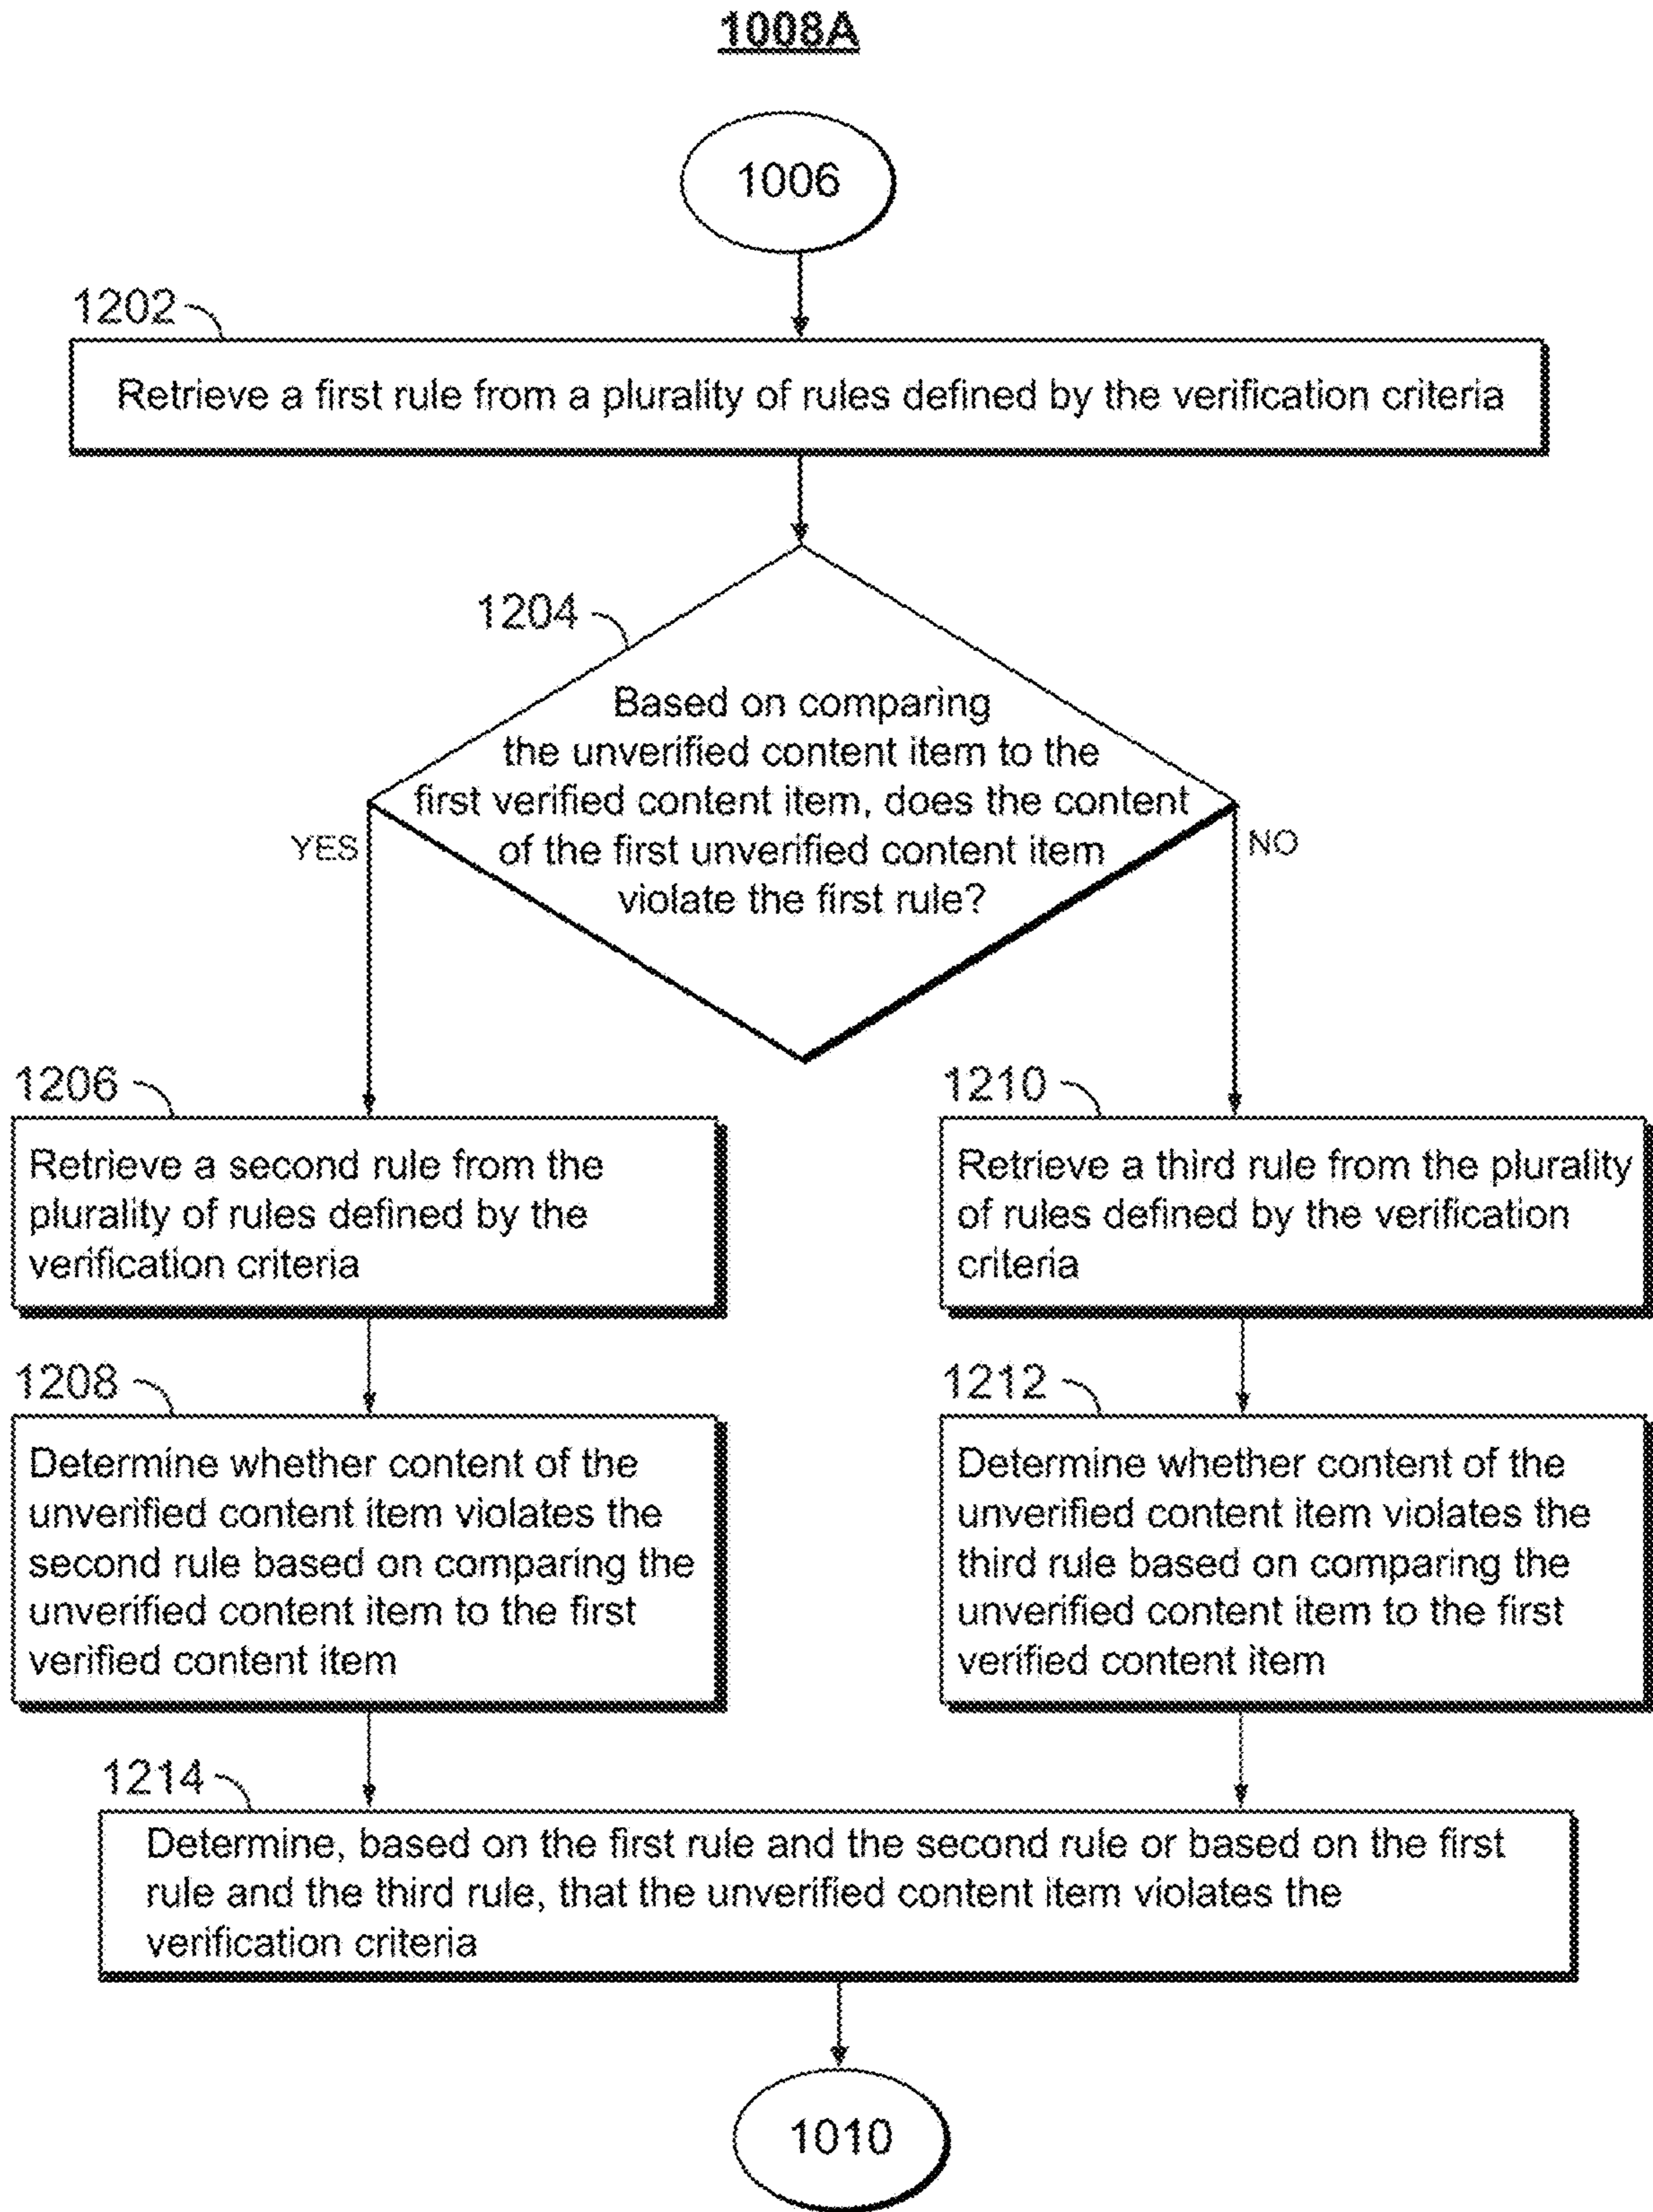 1008A
1006
1202
Retrieve a first rule from a plurality of rules defined by the verification criteria
1204
Based on comparing
the unverified content item to the
first verified content item, does the content
of the first unverified content item
violate the first rule?
YES
NO
1206
Retrieve a second rule from the
plurality of rules defined by the
verification criteria
1208
Determine whether content of the
unverified content item violates the
second rule based on comparing the
unverified content item to the first
verified content item
1210
Retrieve a third rule from the plurality
of rules defined by the verification
criteria
1212
Determine whether content of the
unverified content item violates the
third rule based on comparing the
unverified content item to the first
verified content item
1214
Determine, based on the first rule and the second rule or based on the first
rule and the third rule, that the unverified content item violates the
verification criteria
1010